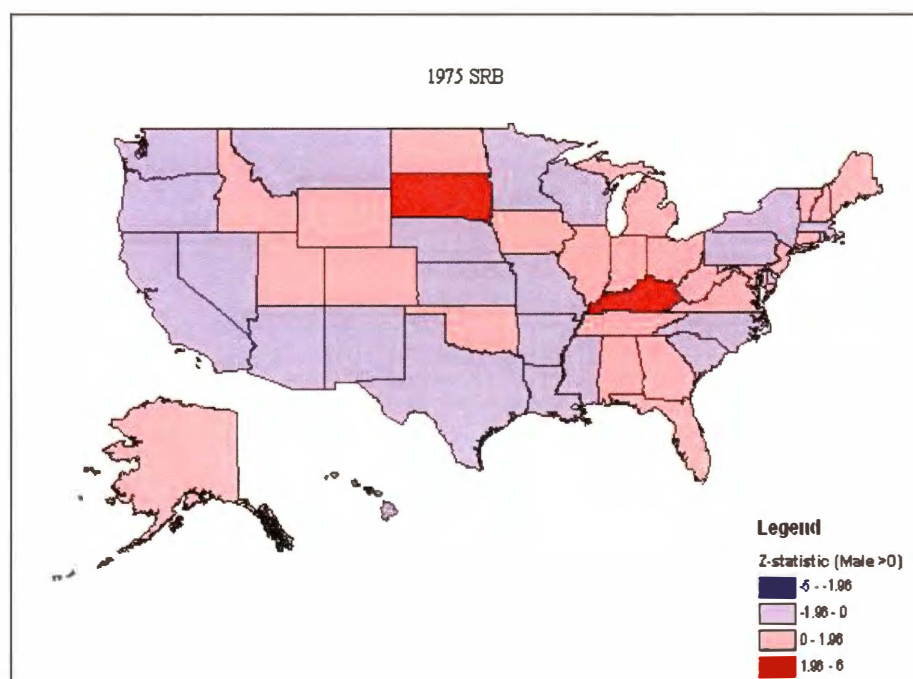 1975 SRB
Legend
Z-statistic (Male >0)
-5 - -1.96
-1.96 - 0
0 - 1.96
1.96 - 6